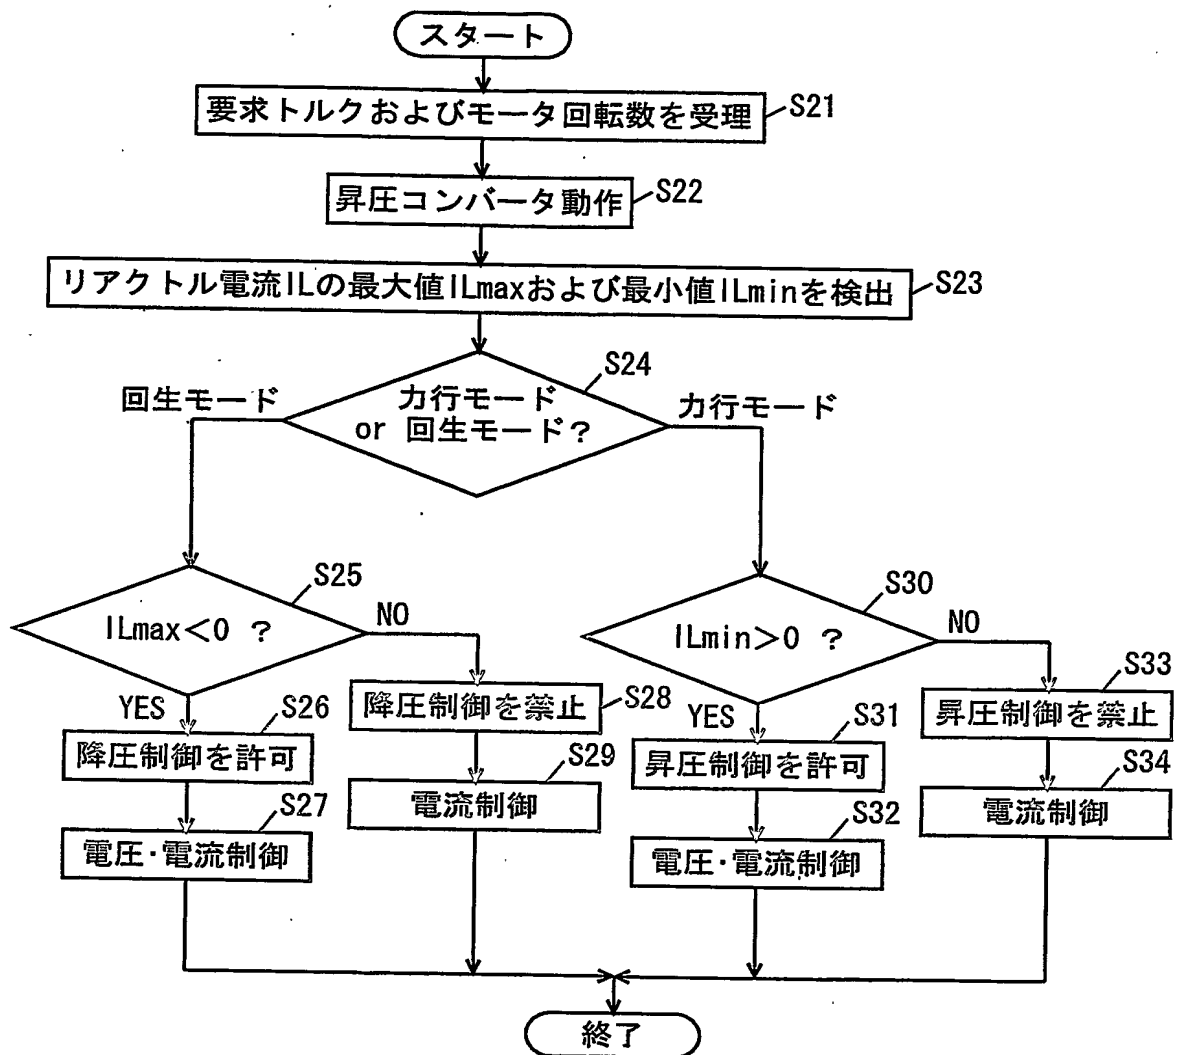 スタート
要求トルクおよびモータ回転数を受理
S21
昇圧コンバータ動作
S22
リアクトル電流ILの最大値ILmaxおよび最小値ILminを検出
S23
S24
回生モード
力行モード
or 回生モード?
力行モード
S25
ILmax<0 ?
NO
YES
S26
降圧制御を許可
S27
電圧・電流制御
降圧制御を禁止
S28
S29
電流制御
S30
ILmin>0 ?
NO
YES
S31
昇圧制御を許可
S32
電圧・電流制御
S33
昇圧制御を禁止
S34
電流制御
終了